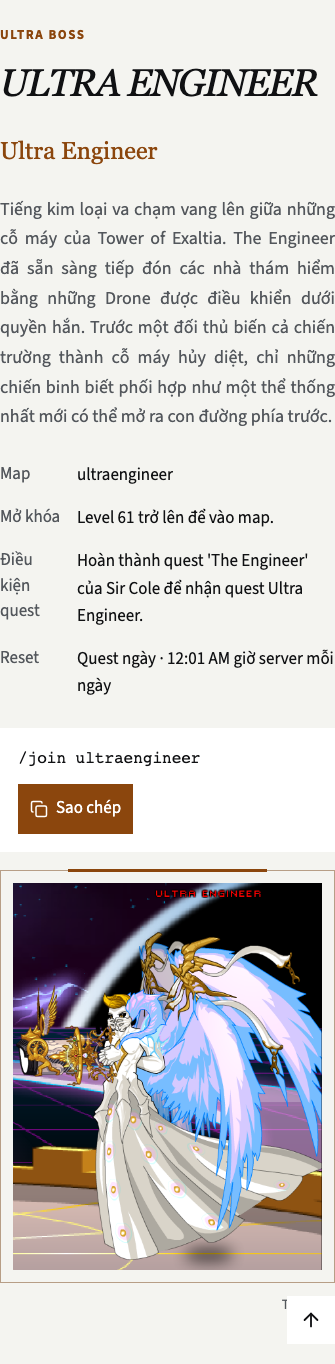 ULTRA BOSS
ULTRA ENGINEER
Ultra Engineer
Tiếng kim loại va chạm vang lên giữa những
cỗ máy của Tower of Exaltia. The Engineer
đã sẵn sàng tiếp đón các nhà thám hiểm
bằng những Drone được điều khiển dưới
quyền hắn. Trước một đối thủ biến cả chiến
trường thành cỗ máy hủy diệt, chỉ những
chiến binh biết phối hợp như một thể thống
nhất mới có thể mở ra con đường phía trước.
Map ultraengineer
Mở khóa Level 61 trở lên để vào map.
Điều Hoàn thành quest 'The Engineer'
kiện của Sir Cole để nhận quest Ultra
quest Engineer.
Reset Quest ngày · 12:01 AM giờ server mỗi
ngày
/join ultraengineer
Sao chép
ULTRA ENGINEER